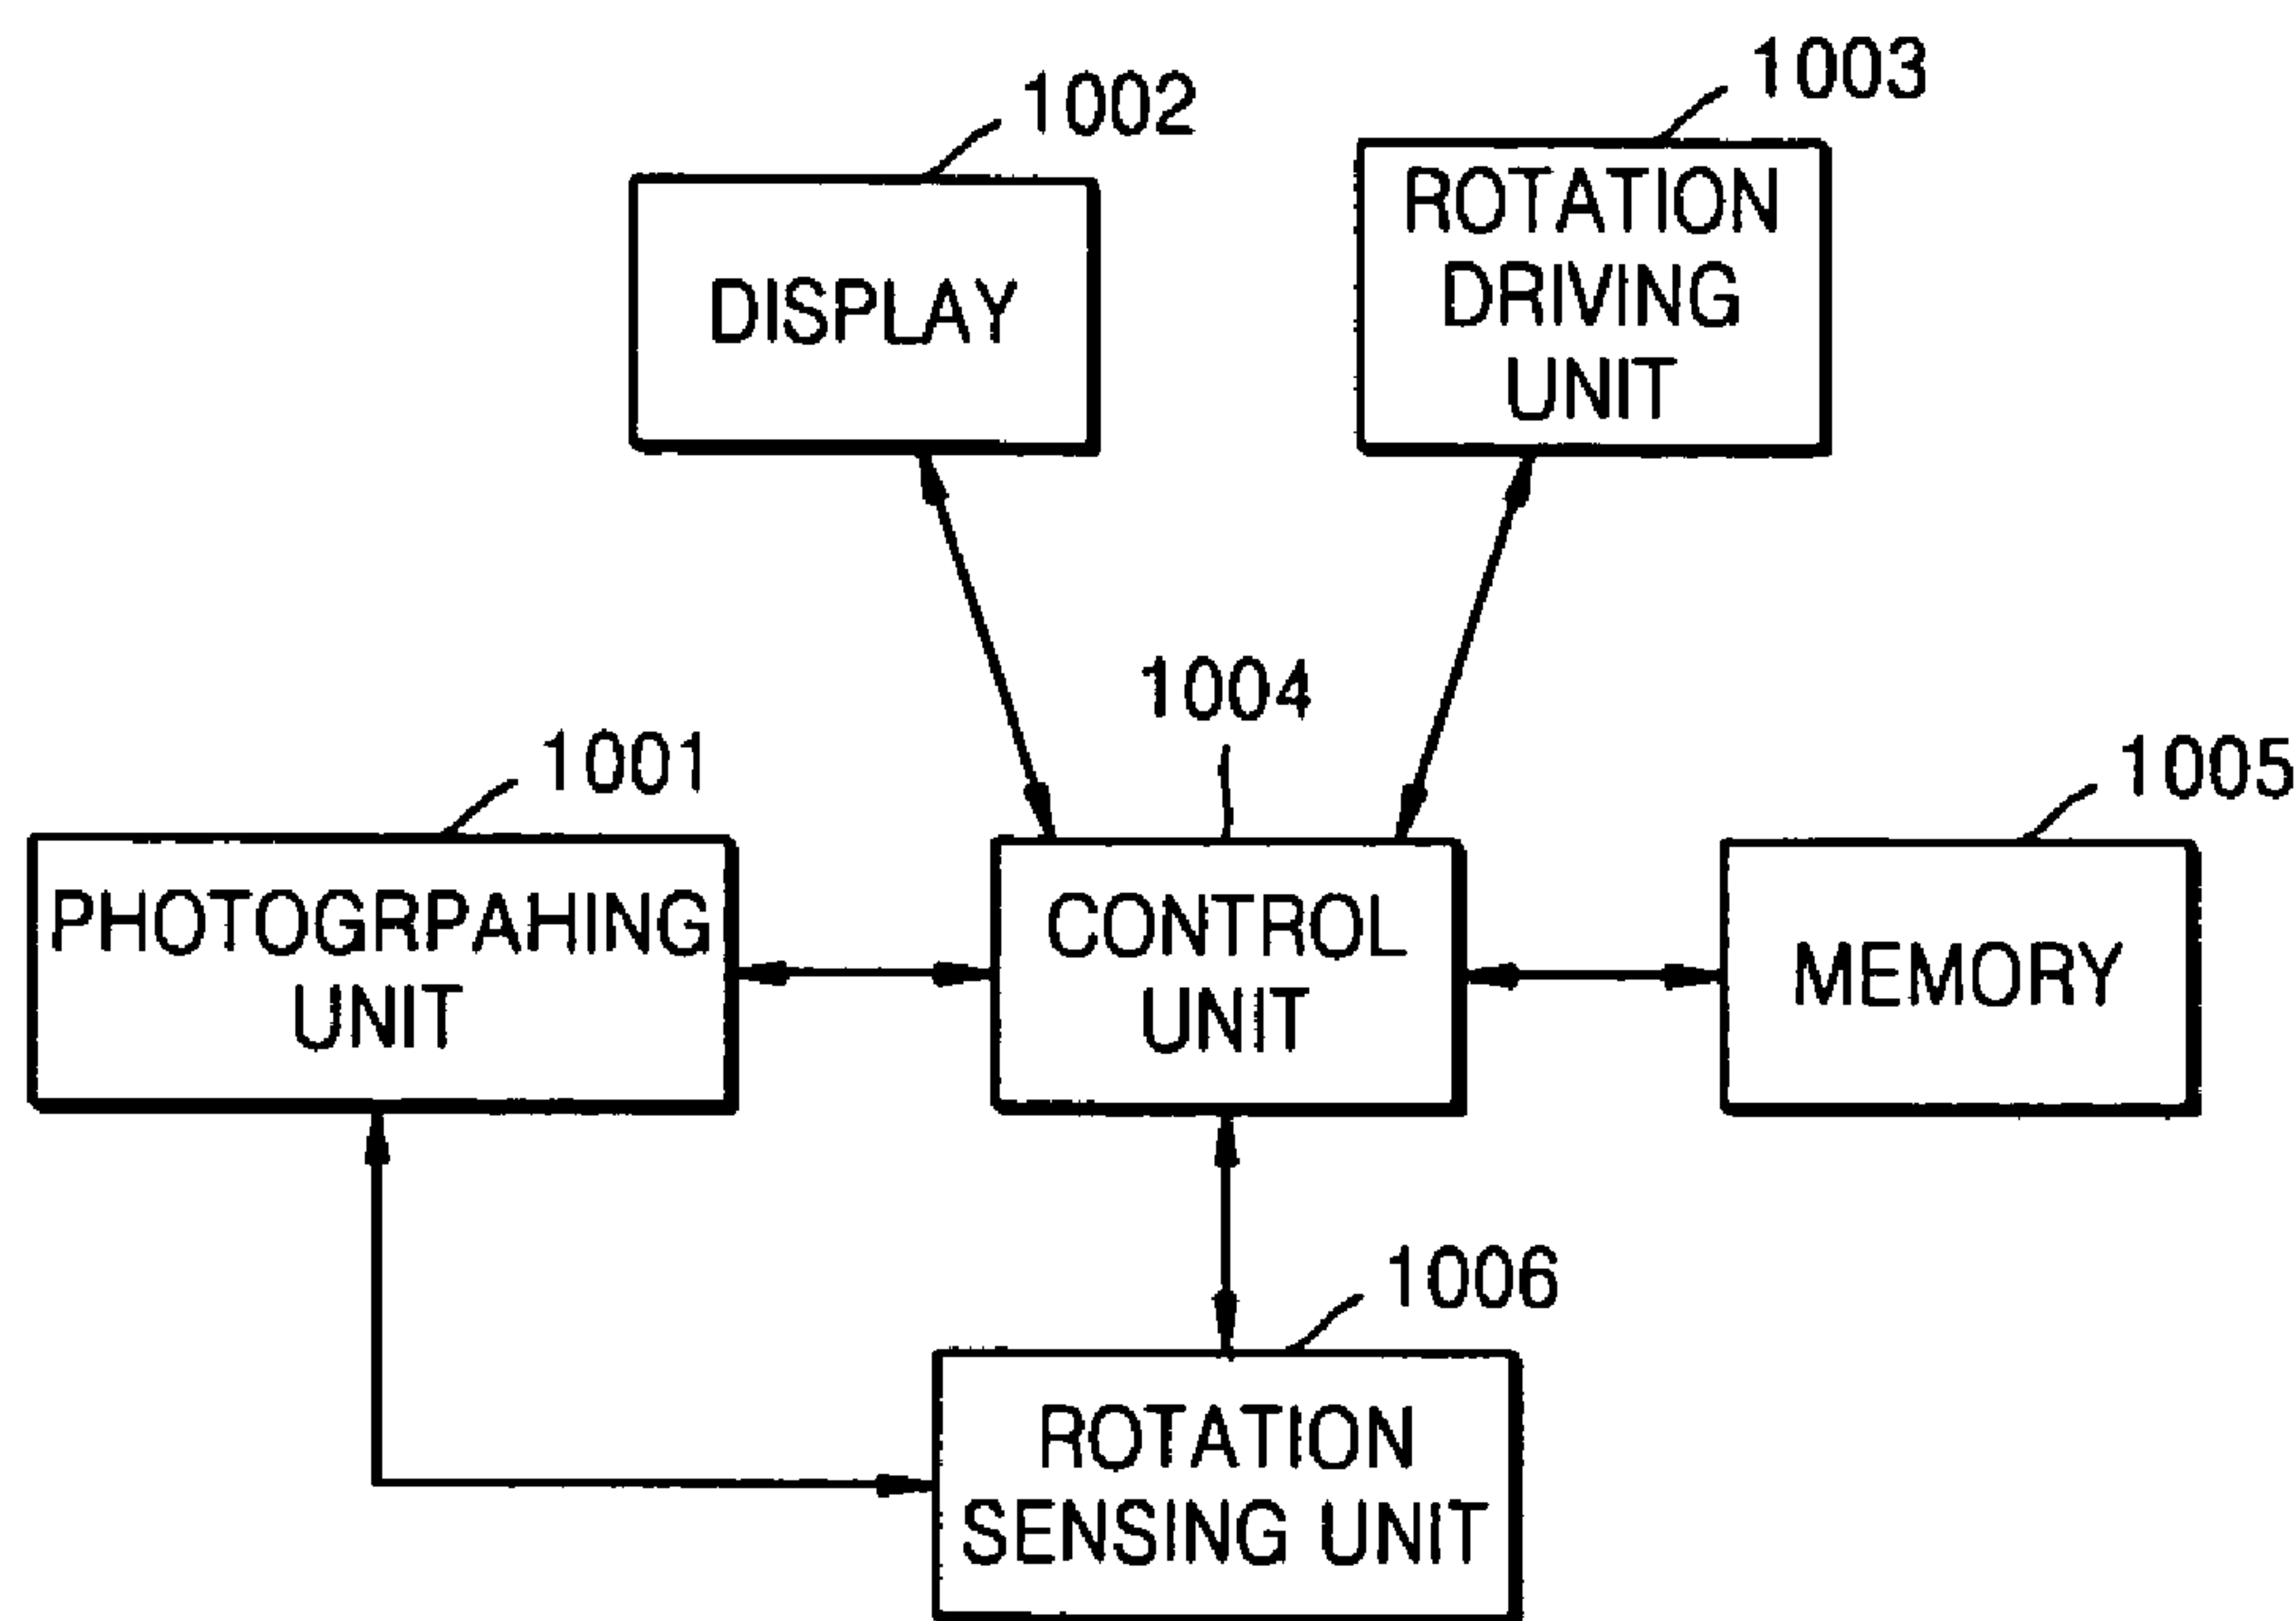 1002
1003
DISPLAY
ROTATION
DRIVING
UNIT
1004
1001
1005
PHOTOGRPAHING
UNIT
CONTROL
UNIT
MEMORY
1006
ROTATION
SENSING UNIT